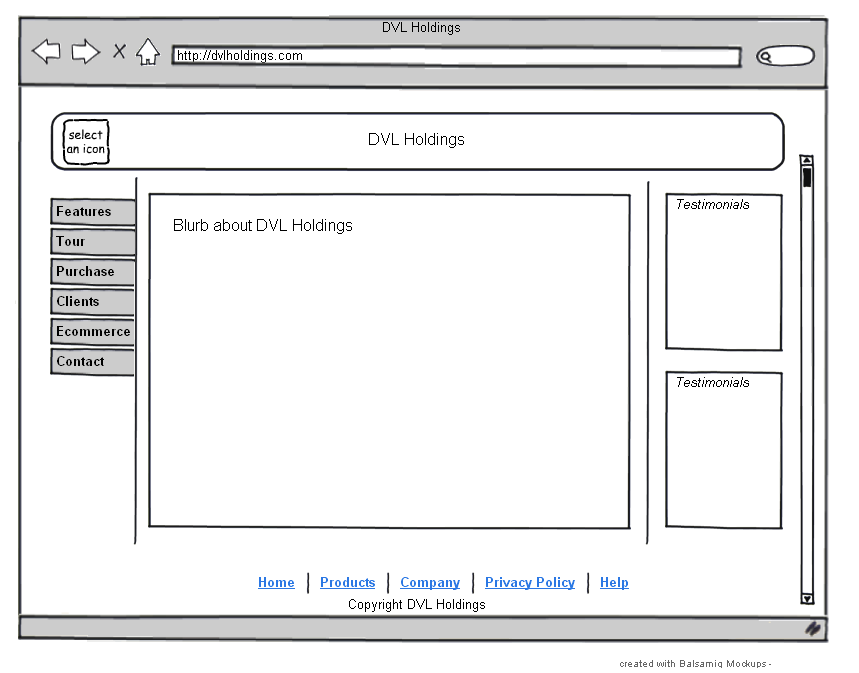 DVL Holdings
http://dvlholdings.com
select
an icon
DVL Holdings
Features
Tour
Purchase
Clients
Ecommerce
Contact
Blurb about DVL Holdings
Testimonials
Testimonials
Home | Products | Company | Privacy Policy | Help
Copyright DVL Holdings
created with Balsamiq Mockups -